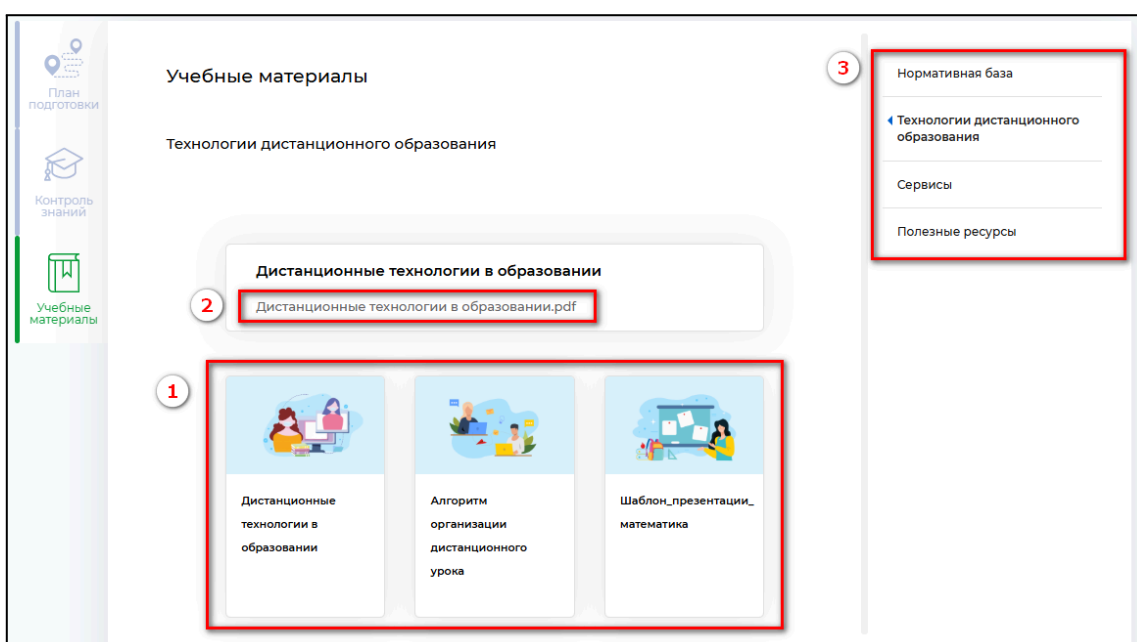 План
подготовки
Контроль
знаний
Учебные
материалы
Учебные материалы
Технологии дистанционного образования
Дистанционные технологии в образовании
2
Дистанционные технологии в образовании.pdf
1
Дистанционные
технологии в
образовании
Алгоритм
организации
дистанционного
урока
Шаблон_презентации_
математика
3
Нормативная база
Технологии дистанционного
образования
Сервисы
Полезные ресурсы